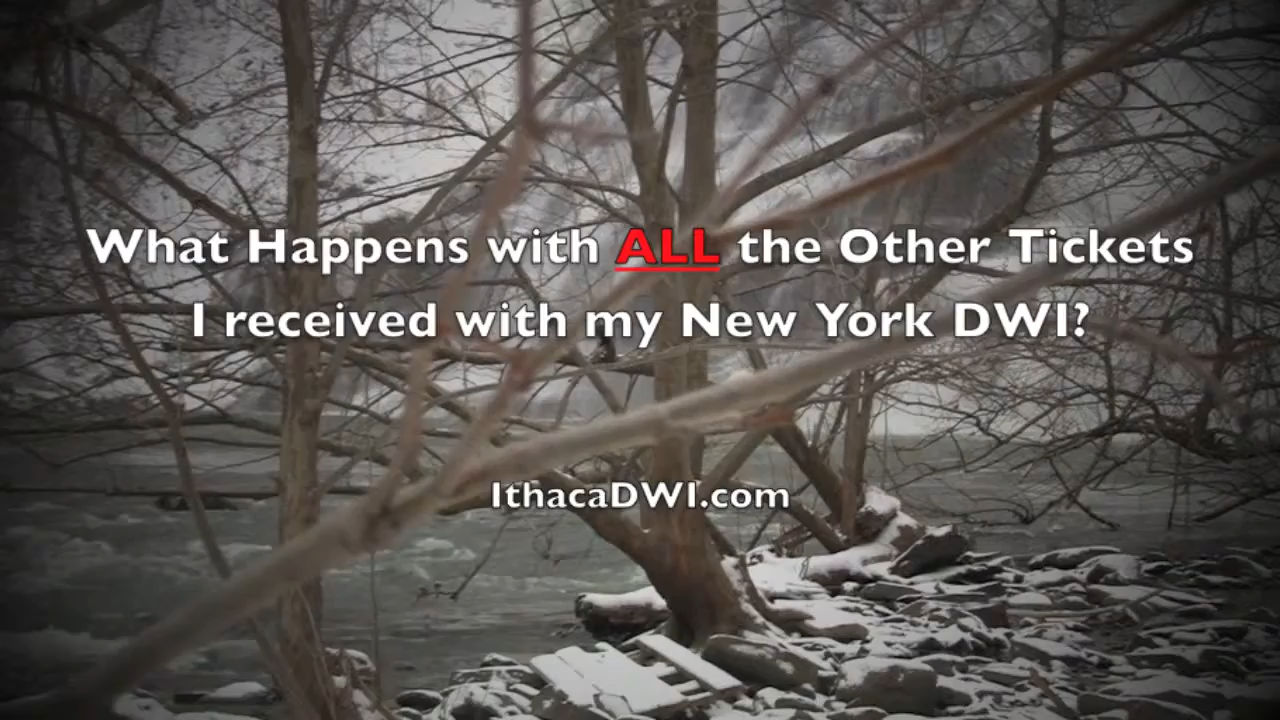 What Happens with ALL the Other Tickets
I received with my New York DWI?
IthacaDWI.com